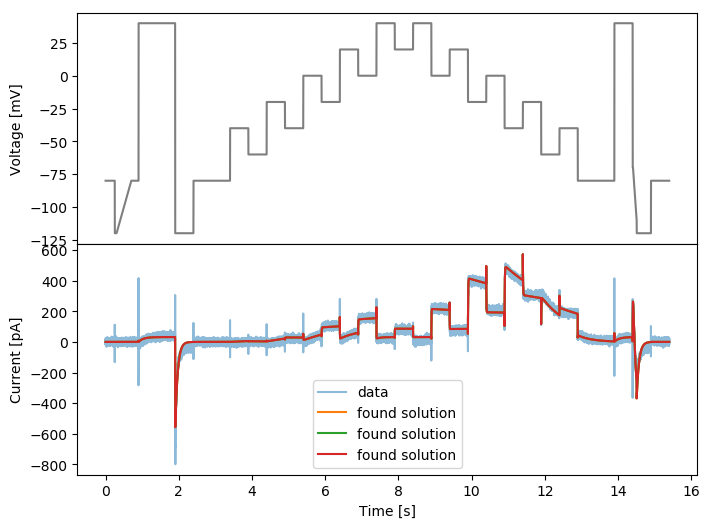 25
0
−25
−50
−75
−100
−125
Voltage [mV]
600
400
200
0
−200
−400
−600
−800
Current [pA]
data
found solution
found solution
found solution
0 2 4 6 8 10 12 14 16
Time [s]